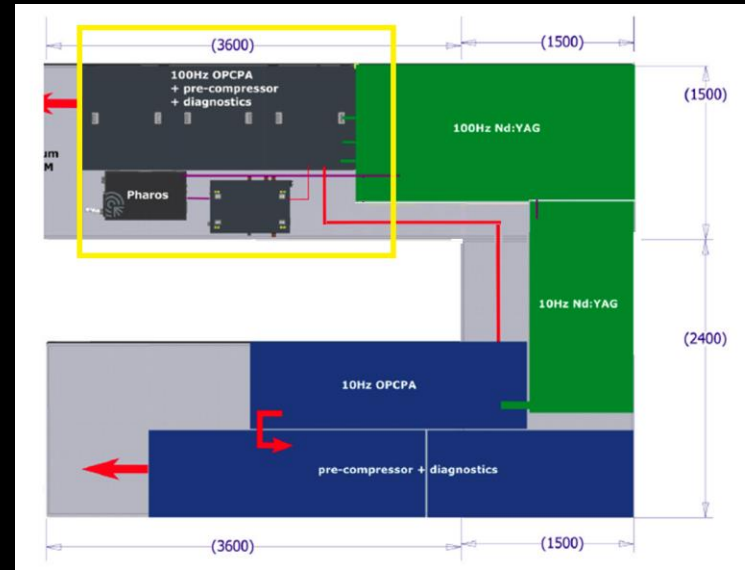 (3600)
(1500)
100Hz OPCPA
+ pre-compressor
+ diagnostics
(1500)
100Hz Nd:YAG
um
M
Pharos
10Hz Nd:YAG
(2400)
10Hz OPCPA
pre-compressor + diagnostics
(3600)
(1500)